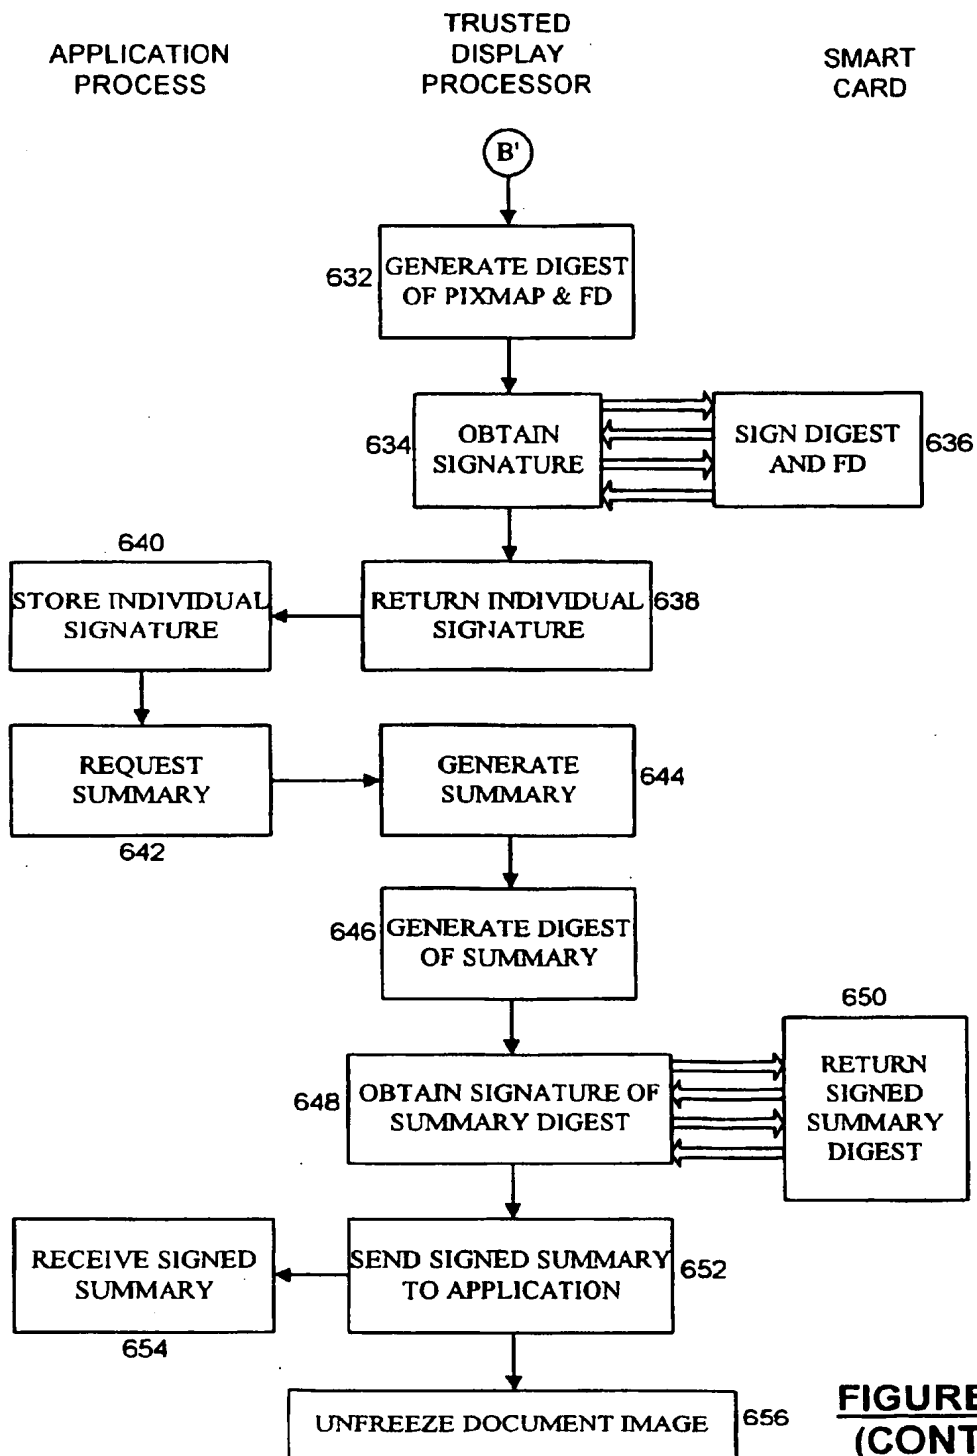 APPLICATION
PROCESS
TRUSTED
DISPLAY
PROCESSOR
SMART
CARD
B'
632
GENERATE DIGEST
OF PIXMAP & FD
634
OBTAIN
SIGNATURE
SIGN DIGEST
AND FD
636
640
STORE INDIVIDUAL
SIGNATURE
RETURN INDIVIDUAL
SIGNATURE
638
REQUEST
SUMMARY
642
GENERATE
SUMMARY
644
646
GENERATE DIGEST
OF SUMMARY
648
OBTAIN SIGNATURE OF
SUMMARY DIGEST
650
RETURN
SIGNED
SUMMARY
DIGEST
RECEIVE SIGNED
SUMMARY
654
SEND SIGNED SUMMARY
TO APPLICATION
652
UNFREEZE DOCUMENT IMAGE
656
FIGURE
(CONT